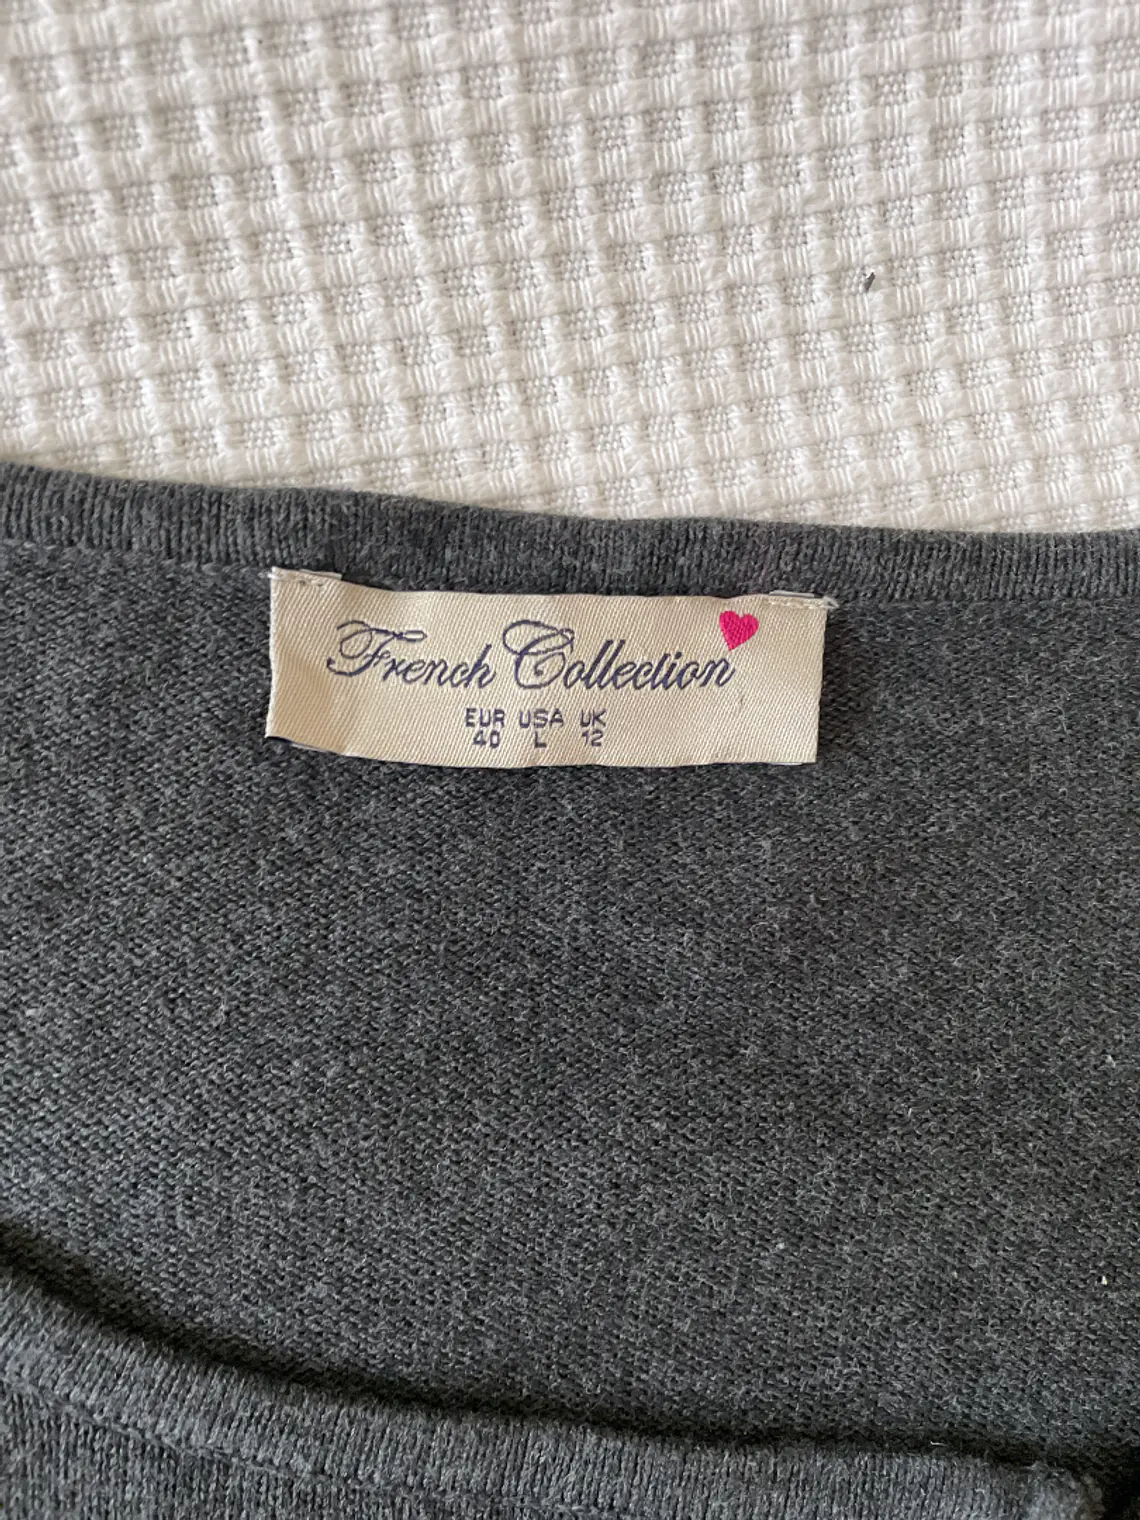 French Collection
EUR USA UK
40 L 12